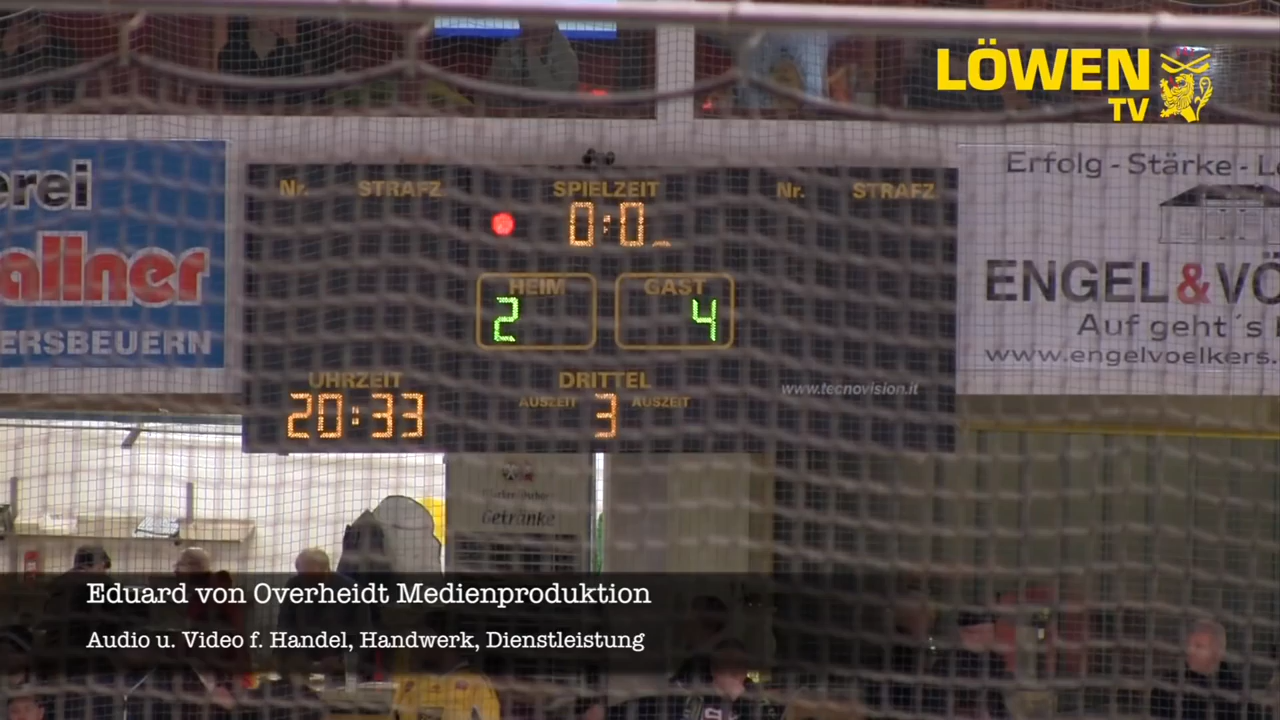 LÖWEN
TV
erei
allner
ERSBEUERN
Nr. STRAFZ
SPIELZEIT
0:0
Nr. STRAFZ
HEIM GAST
2 4
UHRZEIT
20:33
DRITTEL
AUSZEIT 3 AUSZEIT
www.tecnovision.it
Erfolg - Stärke - L
ENGEL&VÖ
Auf geht´s
www.engelvoelkers.
Getränke
Eduard von Overheidt Medienproduktion
Audio u. Video f. Handel, Handwerk, Dienstleistung